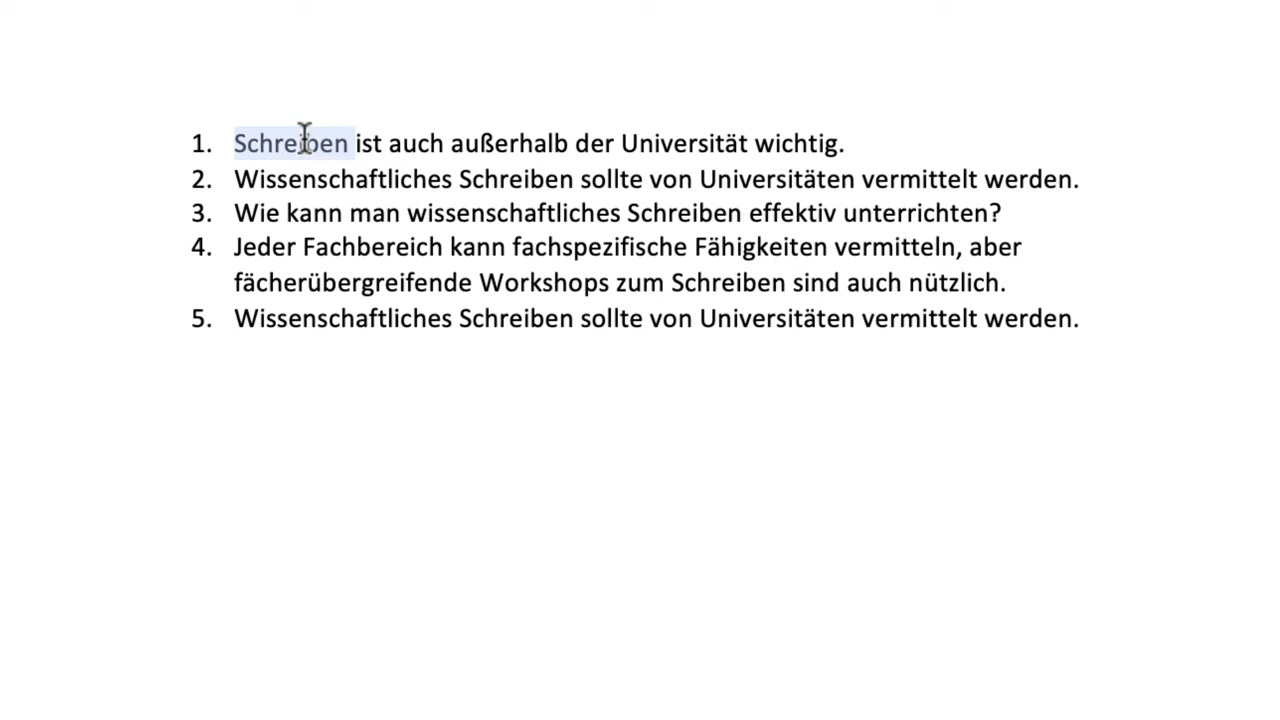 1. Schreiben ist auch außerhalb der Universität wichtig.
2. Wissenschaftliches Schreiben sollte von Universitäten vermittelt werden.
3. Wie kann man wissenschaftliches Schreiben effektiv unterrichten?
4. Jeder Fachbereich kann fachspezifische Fähigkeiten vermitteln, aber
fächerübergreifende Workshops zum Schreiben sind auch nützlich.
5. Wissenschaftliches Schreiben sollte von Universitäten vermittelt werden.